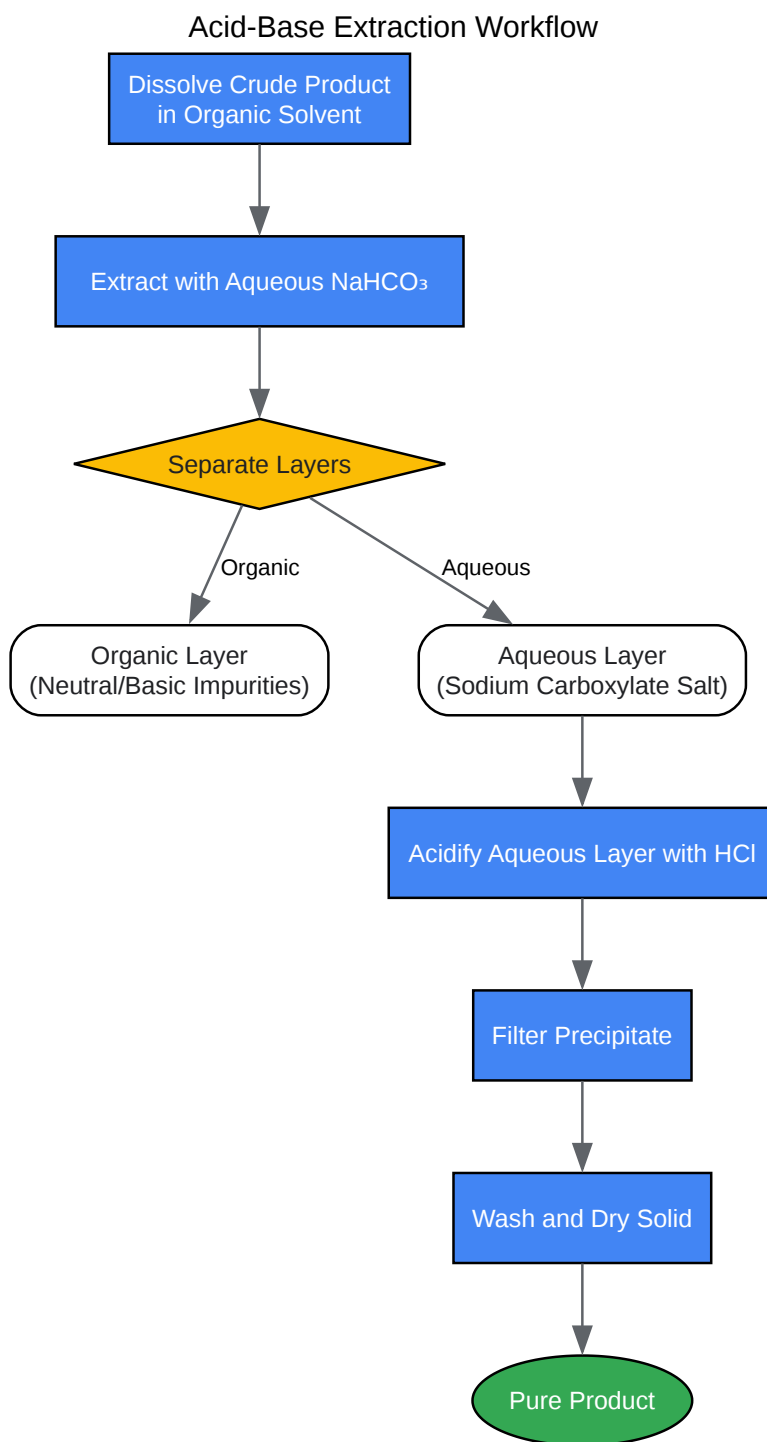 Acid-Base Extraction Workflow
Dissolve Crude Product
in Organic Solvent
Extract with Aqueous NaHCO₃
Separate Layers
Organic
Aqueous
Organic Layer
(Neutral/Basic Impurities)
Aqueous Layer
(Sodium Carboxylate Salt)
Acidify Aqueous Layer with HCl
Filter Precipitate
Wash and Dry Solid
Pure Product